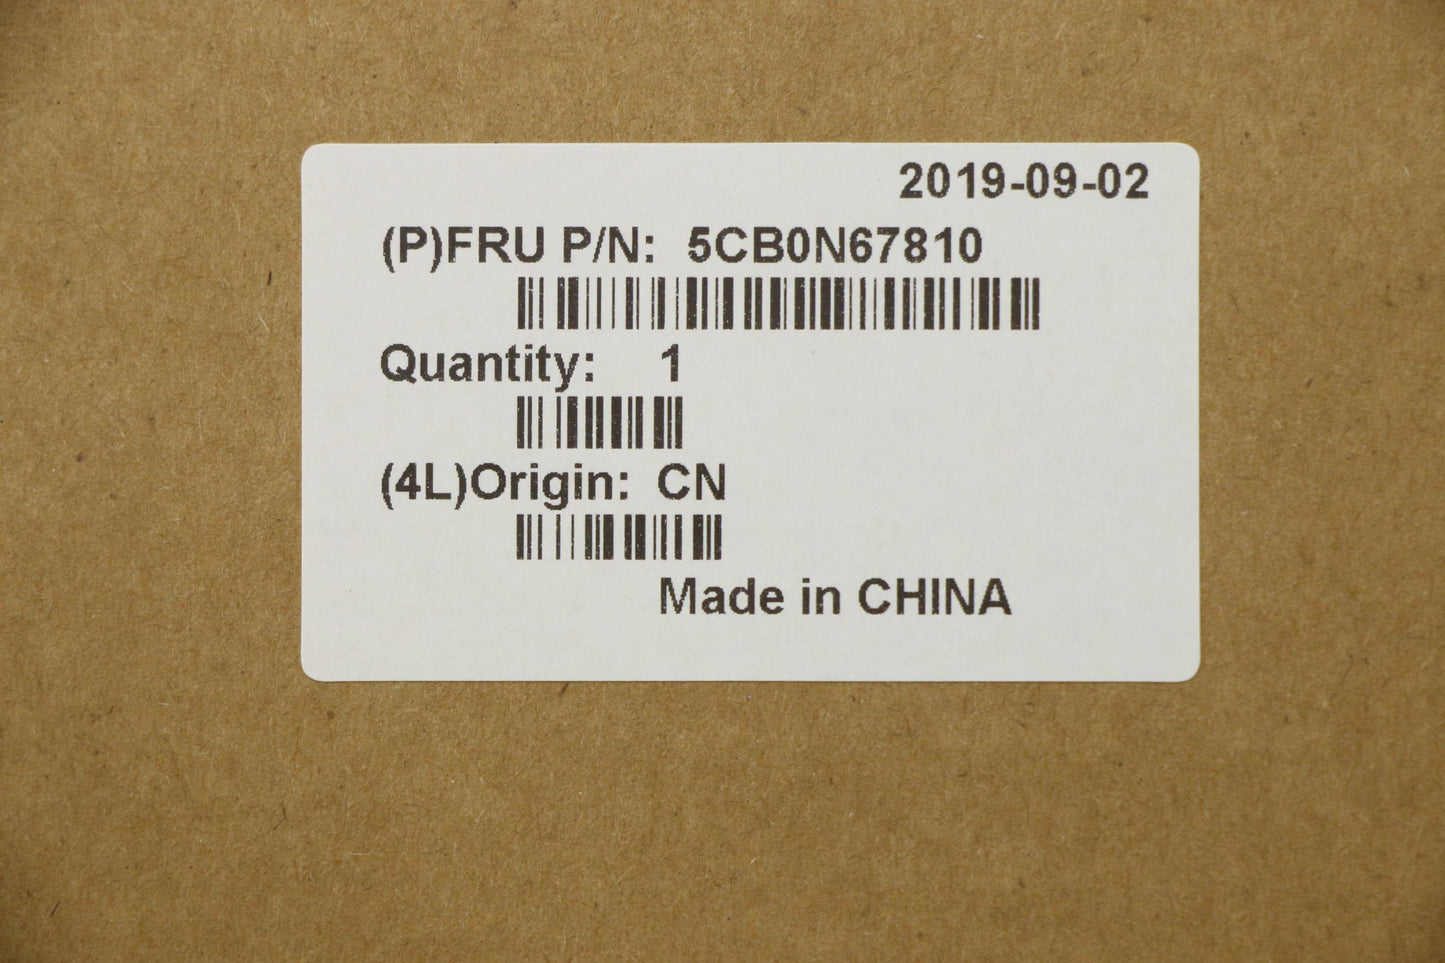 2019-09-02
(P)FRU P/N: 5CB0N67810
Quantity: 1
(4L)Origin: CN
Made in CHINA